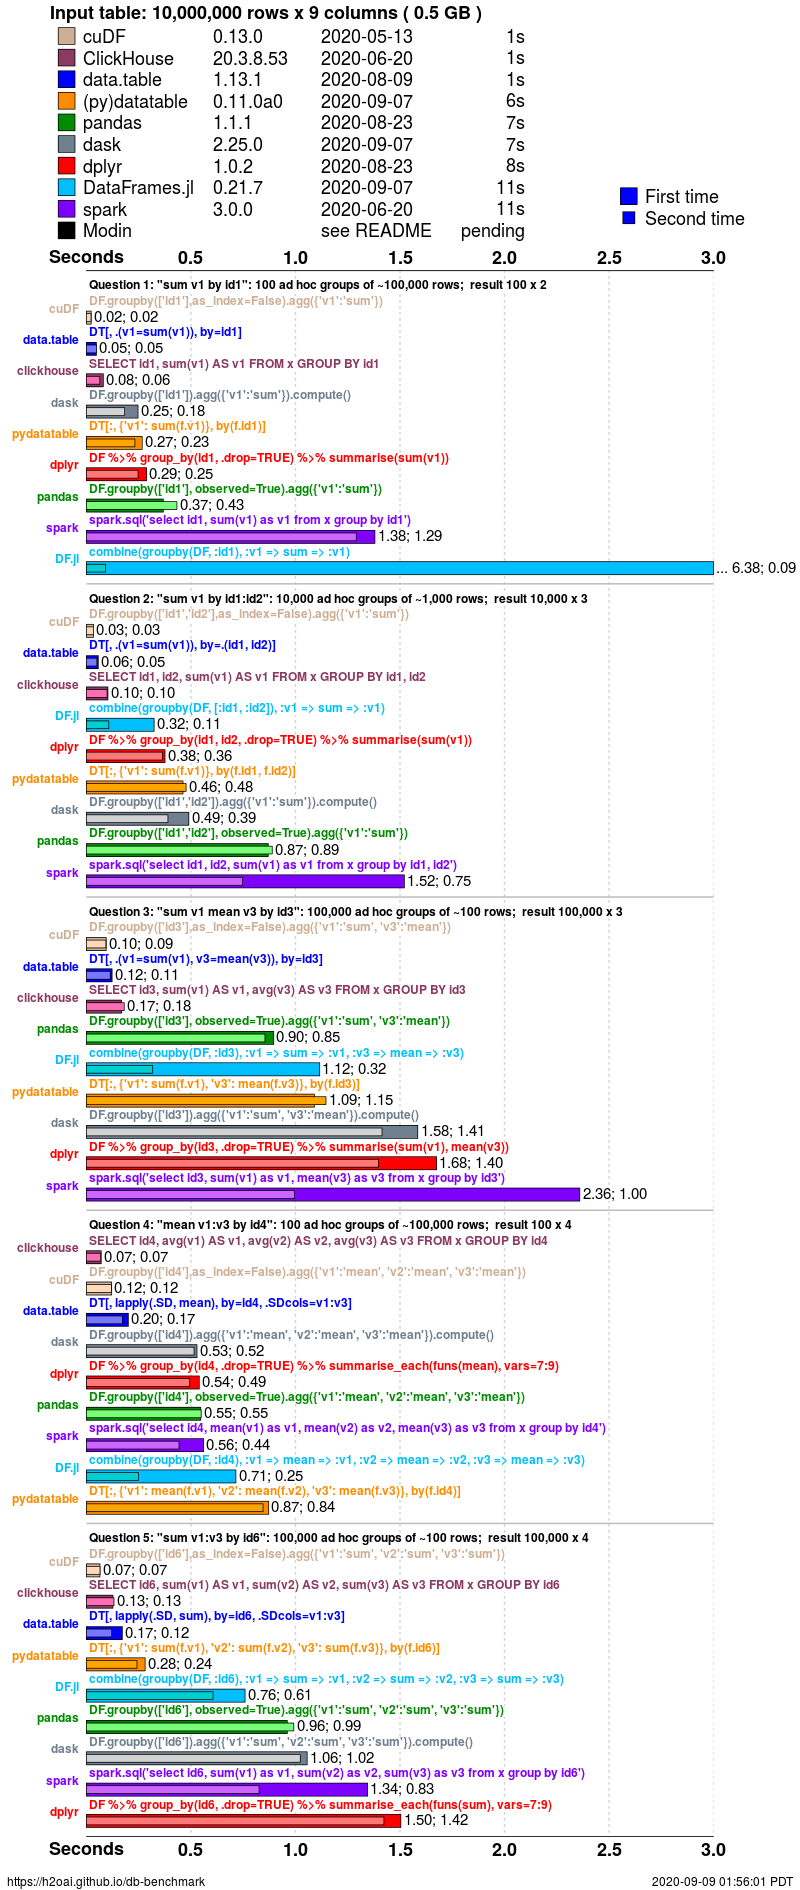 Input table: 10,000,000 rows x 9 columns ( 0.5 GB )
cuDF 0.13.0 2020-05-13 1s
ClickHouse 20.3.8.53 2020-06-20 1s
data.table 1.13.1 2020-08-09 1s
(py)datatable 0.11.0a0 2020-09-07 6s
pandas 1.1.1 2020-08-23 7s
dask 2.25.0 2020-09-07 7s
dplyr 1.0.2 2020-08-23 8s
DataFrames.jl 0.21.7 2020-09-07 11s
spark 3.0.0 2020-06-20 11s
Modin see README pending
First time
Second time
Seconds 0.5 1.0 1.5 2.0 2.5 3.0
Question 1: "sum v1 by id1": 100 ad hoc groups of ~100,000 rows; result 100 x 2
DF.groupby(['id1'],as_index=False).agg({'v1':'sum'})
cuDF 0.02; 0.02
DT[, .(v1=sum(v1)), by=id1]
data.table 0.05; 0.05
SELECT id1, sum(v1) AS v1 FROM x GROUP BY id1
clickhouse 0.08; 0.06
DF.groupby(['id1']).agg({'v1':'sum'}).compute()
dask 0.25; 0.18
DT[:, {'v1': sum(f.v1)}, by(f.id1)]
pydatatable 0.27; 0.23
DF %>% group_by(id1, .drop=TRUE) %>% summarise(sum(v1))
dplyr 0.29; 0.25
DF.groupby(['id1'], observed=True).agg({'v1':'sum'})
pandas 0.37; 0.43
spark.sql('select id1, sum(v1) as v1 from x group by id1')
spark 1.38; 1.29
combine(groupby(DF, :id1), :v1 => sum => :v1)
DF.jl ... 6.38; 0.09
Question 2: "sum v1 by id1:id2": 10,000 ad hoc groups of ~1,000 rows; result 10,000 x 3
DF.groupby(['id1','id2'],as_index=False).agg({'v1':'sum'})
cuDF 0.03; 0.03
DT[, .(v1=sum(v1)), by=.(id1, id2)]
data.table 0.06; 0.05
SELECT id1, id2, sum(v1) AS v1 FROM x GROUP BY id1, id2
clickhouse 0.10; 0.10
combine(groupby(DF, [:id1, :id2]), :v1 => sum => :v1)
DF.jl 0.32; 0.11
DF %>% group_by(id1, id2, .drop=TRUE) %>% summarise(sum(v1))
dplyr 0.38; 0.36
DT[:, {'v1': sum(f.v1)}, by(f.id1, f.id2)]
pydatatable 0.46; 0.48
DF.groupby(['id1','id2']).agg({'v1':'sum'}).compute()
dask 0.49; 0.39
DF.groupby(['id1','id2'], observed=True).agg({'v1':'sum'})
pandas 0.87; 0.89
spark.sql('select id1, id2, sum(v1) as v1 from x group by id1, id2')
spark 1.52; 0.75
Question 3: "sum v1 mean v3 by id3": 100,000 ad hoc groups of ~100 rows; result 100,000 x 3
DF.groupby(['id3'],as_index=False).agg({'v1':'sum', 'v3':'mean'})
cuDF 0.10; 0.09
DT[, .(v1=sum(v1), v3=mean(v3)), by=id3]
data.table 0.12; 0.11
SELECT id3, sum(v1) AS v1, avg(v3) AS v3 FROM x GROUP BY id3
clickhouse 0.17; 0.18
DF.groupby(['id3'], observed=True).agg({'v1':'sum', 'v3':'mean'})
pandas 0.90; 0.85
combine(groupby(DF, :id3), :v1 => sum => :v1, :v3 => mean => :v3)
DF.jl 1.12; 0.32
DT[:, {'v1': sum(f.v1), 'v3': mean(f.v3)}, by(f.id3)]
pydatatable 1.09; 1.15
DF.groupby(['id3']).agg({'v1':'sum', 'v3':'mean'}).compute()
dask 1.58; 1.41
DF %>% group_by(id3, .drop=TRUE) %>% summarise(sum(v1), mean(v3))
dplyr 1.68; 1.40
spark.sql('select id3, sum(v1) as v1, mean(v3) as v3 from x group by id3')
spark 2.36; 1.00
Question 4: "mean v1:v3 by id4": 100 ad hoc groups of ~100,000 rows; result 100 x 4
SELECT id4, avg(v1) AS v1, avg(v2) AS v2, avg(v3) AS v3 FROM x GROUP BY id4
clickhouse 0.07; 0.07
DF.groupby(['id4'],as_index=False).agg({'v1':'mean', 'v2':'mean', 'v3':'mean'})
cuDF 0.12; 0.12
DT[, lapply(.SD, mean), by=id4, .SDcols=v1:v3]
data.table 0.20; 0.17
DF.groupby(['id4']).agg({'v1':'mean', 'v2':'mean', 'v3':'mean'}).compute()
dask 0.53; 0.52
DF %>% group_by(id4, .drop=TRUE) %>% summarise_each(funs(mean), vars=7:9)
dplyr 0.54; 0.49
DF.groupby(['id4'], observed=True).agg({'v1':'mean', 'v2':'mean', 'v3':'mean'})
pandas 0.55; 0.55
spark.sql('select id4, mean(v1) as v1, mean(v2) as v2, mean(v3) as v3 from x group by id4')
spark 0.56; 0.44
combine(groupby(DF, :id4), :v1 => mean => :v1, :v2 => mean => :v2, :v3 => mean => :v3)
DF.jl 0.71; 0.25
DT[:, {'v1': mean(f.v1), 'v2': mean(f.v2), 'v3': mean(f.v3)}, by(f.id4)]
pydatatable 0.87; 0.84
Question 5: "sum v1:v3 by id6": 100,000 ad hoc groups of ~100 rows; result 100,000 x 4
DF.groupby(['id6'],as_index=False).agg({'v1':'sum', 'v2':'sum', 'v3':'sum'})
cuDF 0.07; 0.07
SELECT id6, sum(v1) AS v1, sum(v2) AS v2, sum(v3) AS v3 FROM x GROUP BY id6
clickhouse 0.13; 0.13
DT[, lapply(.SD, sum), by=id6, .SDcols=v1:v3]
data.table 0.17; 0.12
DT[:, {'v1': sum(f.v1), 'v2': sum(f.v2), 'v3': sum(f.v3)}, by(f.id6)]
pydatatable 0.28; 0.24
combine(groupby(DF, :id6), :v1 => sum => :v1, :v2 => sum => :v2, :v3 => sum => :v3)
DF.jl 0.76; 0.61
DF.groupby(['id6'], observed=True).agg({'v1':'sum', 'v2':'sum', 'v3':'sum'})
pandas 0.96; 0.99
DF.groupby(['id6']).agg({'v1':'sum', 'v2':'sum', 'v3':'sum'}).compute()
dask 1.06; 1.02
spark.sql('select id6, sum(v1) as v1, sum(v2) as v2, sum(v3) as v3 from x group by id6')
spark 1.34; 0.83
DF %>% group_by(id6, .drop=TRUE) %>% summarise_each(funs(sum), vars=7:9)
dplyr 1.50; 1.42
Seconds 0.5 1.0 1.5 2.0 2.5 3.0
https://h2oai.github.io/db-benchmark 2020-09-09 01:56:01 PDT